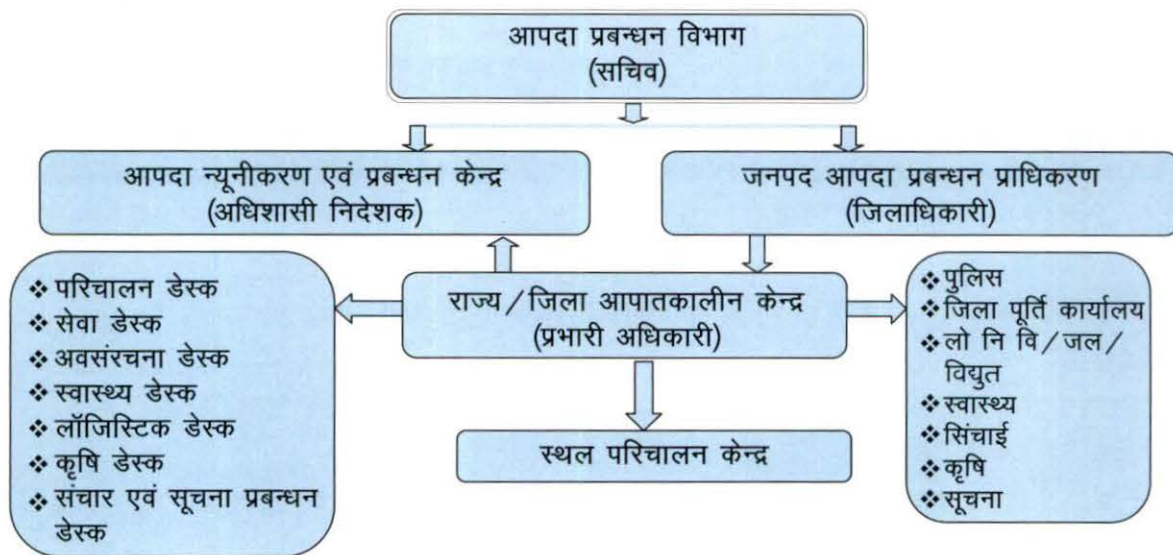 आपदा प्रबन्धन विभाग
(सचिव)
आपदा न्यूनीकरण एवं प्रबन्धन केन्द्र
(अधिशासी निदेशक)
जनपद आपदा प्रबन्धन प्राधिकरण
(जिलाधिकारी)
❖ परिचालन डेस्क
❖ सेवा डेस्क
❖ अवसंरचना डेस्क
❖ स्वास्थ्य डेस्क
❖ लॉजिस्टिक डेस्क
❖ कृषि डेस्क
❖ संचार एवं सूचना प्रबन्धन
डेस्क
राज्य/जिला आपातकालीन केन्द्र
(प्रभारी अधिकारी)
स्थल परिचालन केन्द्र
❖ पुलिस
❖ जिला पूर्ति कार्यालय
❖ लो नि वि/जल/
विद्युत
❖ स्वास्थ्य
❖ सिंचाई
❖ कृषि
❖ सूचना